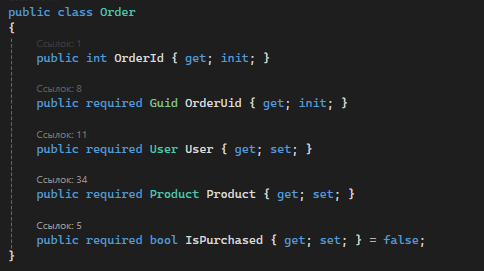 public class Order
{
Ссылок: 1
public int OrderId { get; init; }
Ссылок: 8
public required Guid OrderUid { get; init; }
Ссылок: 11
public required User User { get; set; }
Ссылок: 34
public required Product Product { get; set; }
Ссылок: 5
public required bool IsPurchased { get; set; } = false;
}